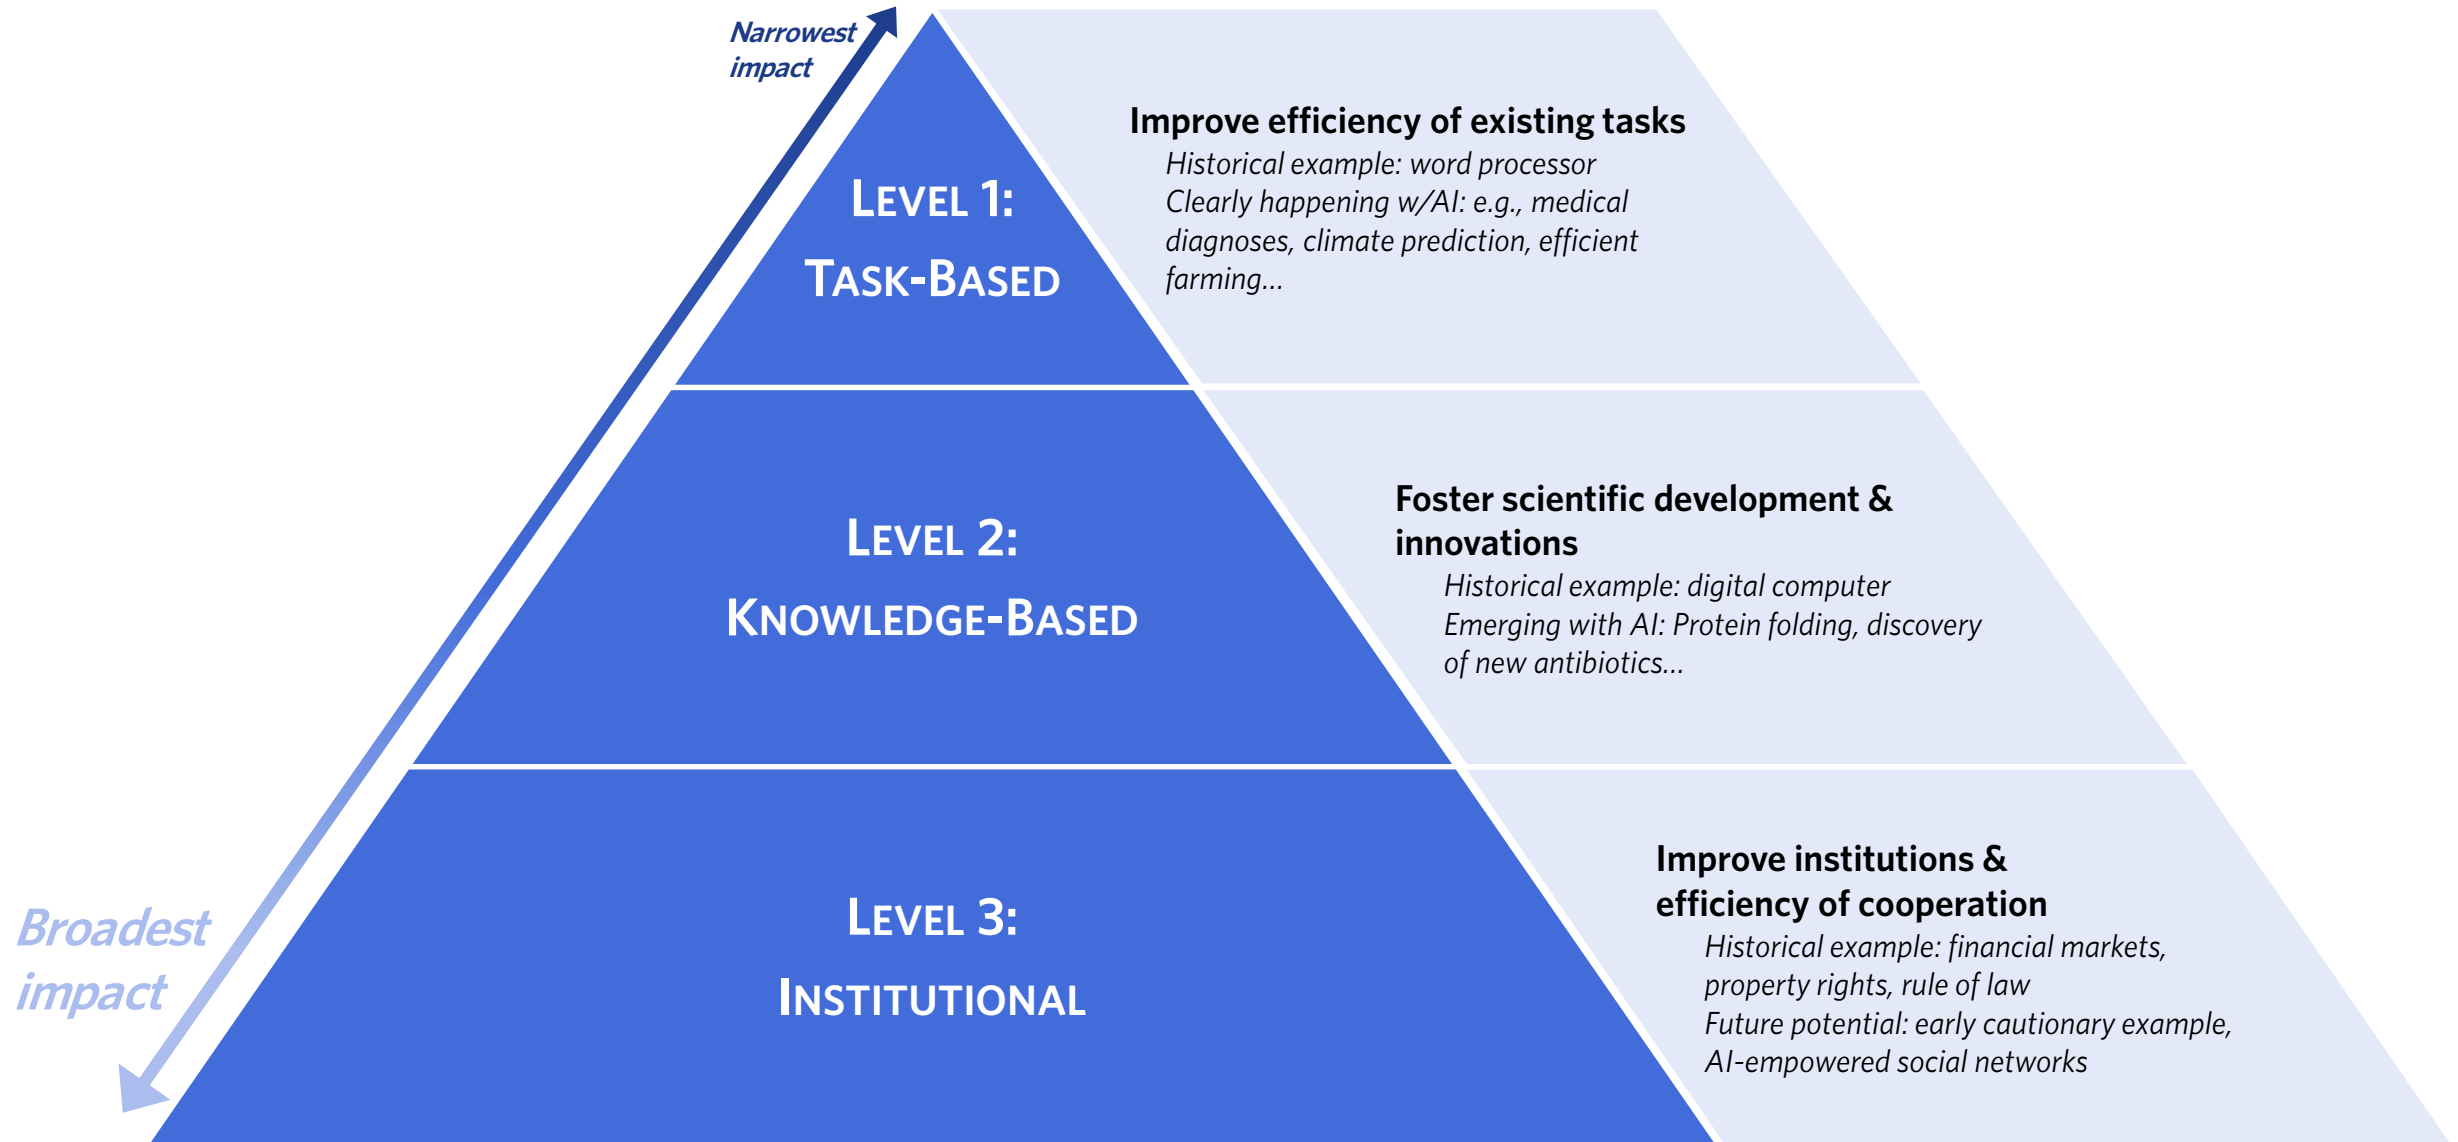 Narrowest
impact
Improve efficiency of existing tasks
Historical example: word processor
Clearly happening w/AI: e.g., medical
diagnoses, climate prediction, efficient
farming...
LEVEL 1:
TASK-BASED
Foster scientific development &
innovations
Historical example: digital computer
Emerging with AI: Protein folding, discovery
of new antibiotics...
LEVEL 2:
KNOWLEDGE-BASED
Improve institutions &
efficiency of cooperation
Historical example: financial markets,
property rights, rule of law
Future potential: early cautionary example,
AI-empowered social networks
LEVEL 3:
INSTITUTIONAL
Broadest
impact